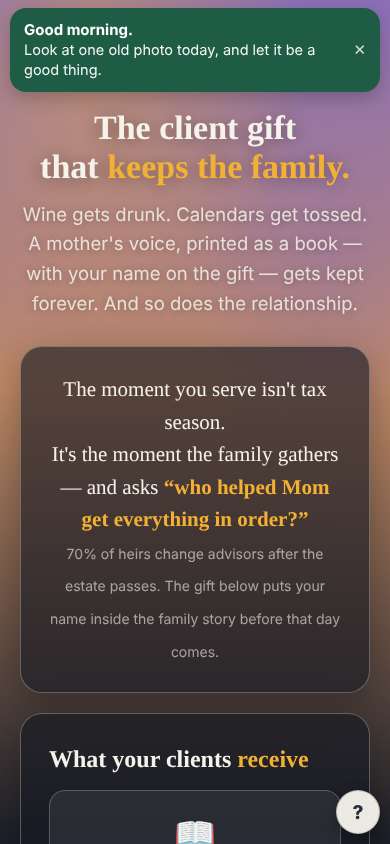 Good morning.
Look at one old photo today, and let it be a
good thing.
×
The client gift
that keeps the family.
Wine gets drunk. Calendars get tossed.
A mother's voice, printed as a book —
with your name on the gift — gets kept
forever. And so does the relationship.
The moment you serve isn't tax
season.
It's the moment the family gathers
— and asks “who helped Mom
get everything in order?”
70% of heirs change advisors after the
estate passes. The gift below puts your
name inside the family story before that day
comes.
What your clients receive
?